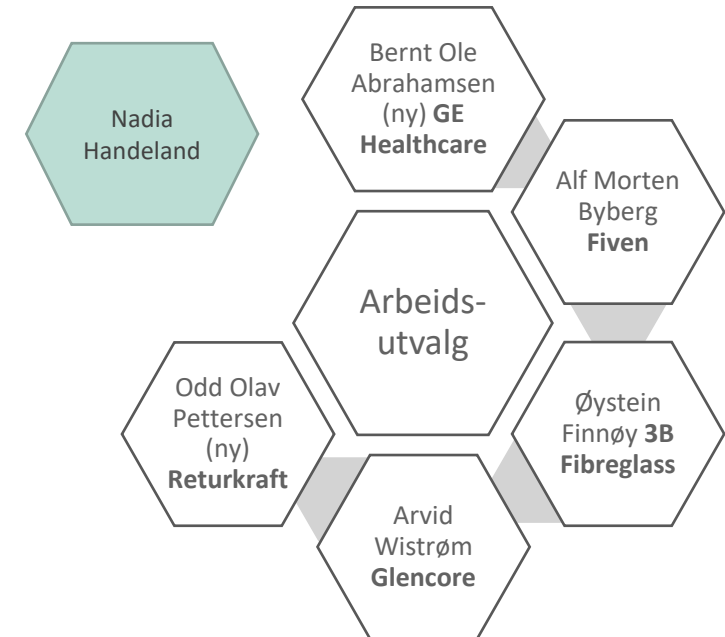 Nadia
Handeland
Bernt Ole
Abrahamsen
(ny) GE
Healthcare
Alf Morten
Byberg
Fiven
Arbeids-
utvalg
Øystein
Finnøy 3B
Fibreglass
Arvid
Wistrøm
Glencore
Odd Olav
Pettersen
(ny)
Returkraft